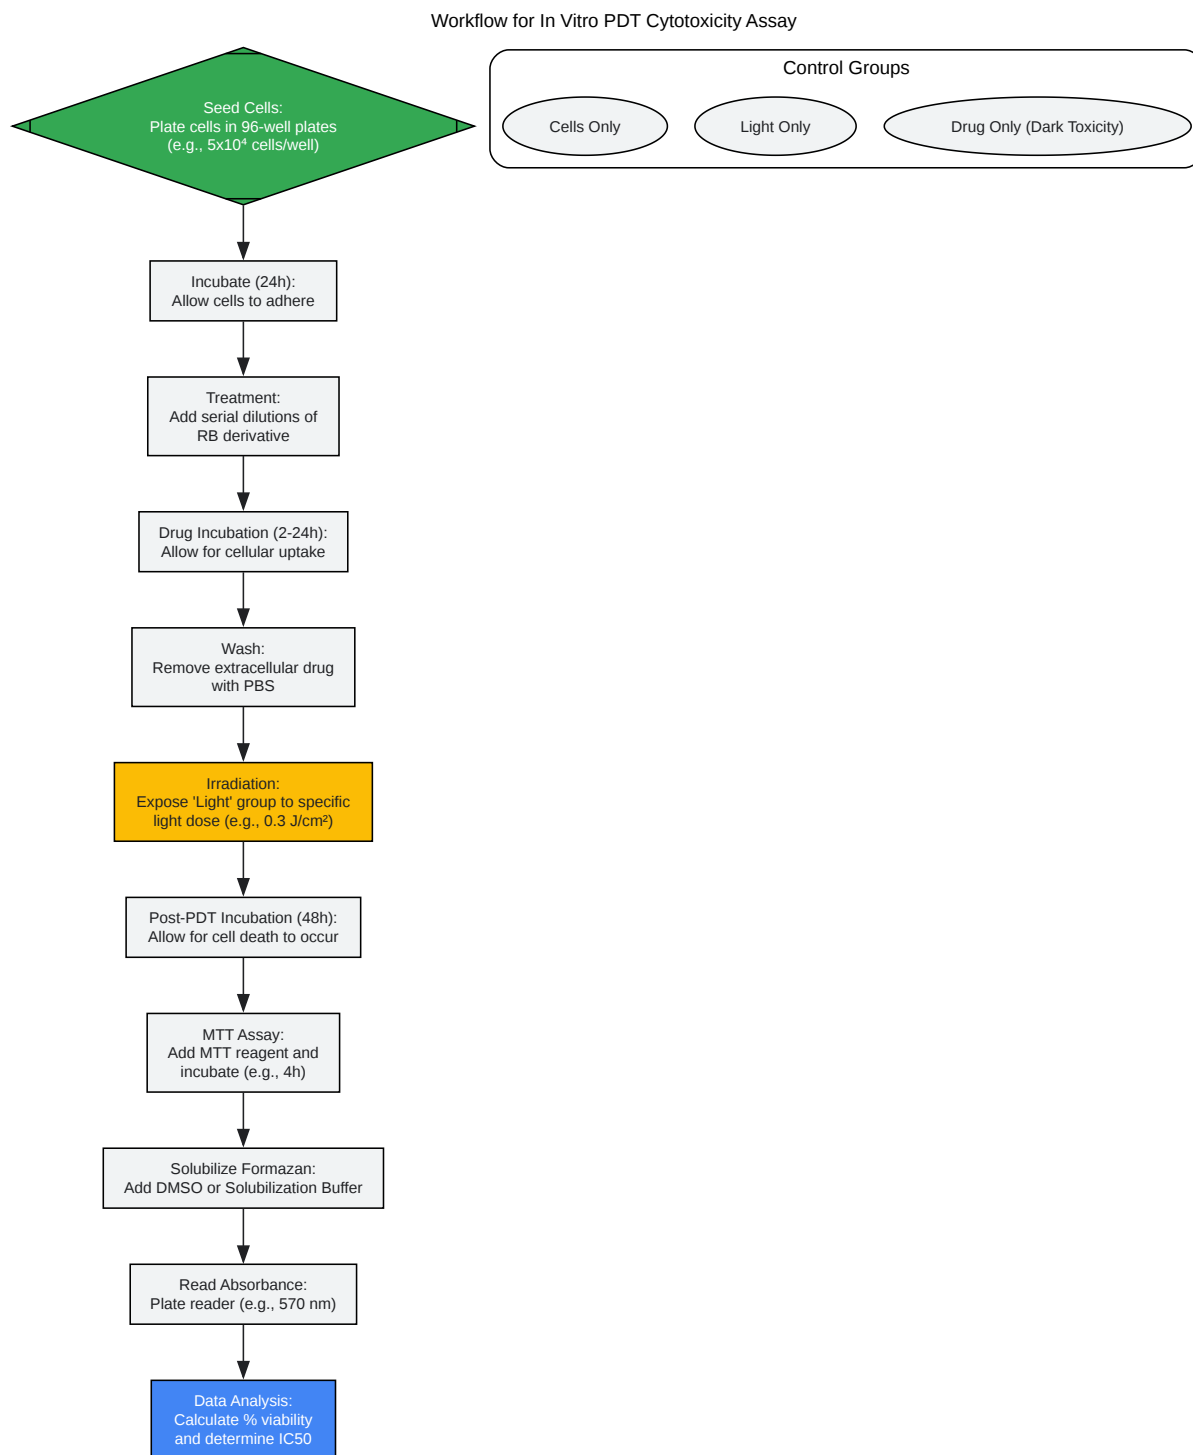 Workflow for In Vitro PDT Cytotoxicity Assay
Control Groups
Cells Only
Light Only
Drug Only (Dark Toxicity)
Seed Cells:
Plate cells in 96-well plates
(e.g., 5x10⁴ cells/well)
Incubate (24h):
Allow cells to adhere
Treatment:
Add serial dilutions of
RB derivative
Drug Incubation (2-24h):
Allow for cellular uptake
Wash:
Remove extracellular drug
with PBS
Irradiation:
Expose 'Light' group to specific
light dose (e.g., 0.3 J/cm²)
Post-PDT Incubation (48h):
Allow for cell death to occur
MTT Assay:
Add MTT reagent and
incubate (e.g., 4h)
Solubilize Formazan:
Add DMSO or Solubilization Buffer
Read Absorbance:
Plate reader (e.g., 570 nm)
Data Analysis:
Calculate % viability
and determine IC50